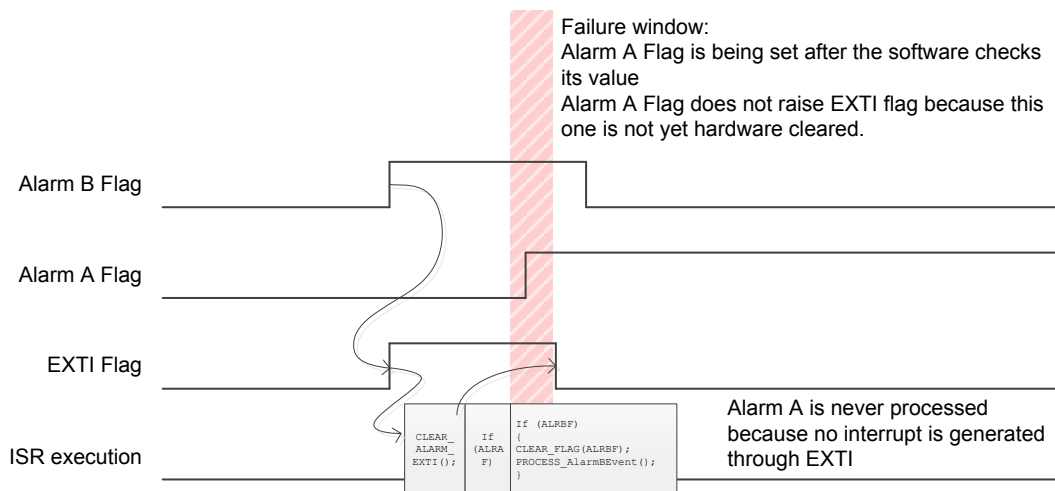 Failure window:
Alarm A Flag is being set after the software checks
its value
Alarm A Flag does not raise EXTI flag because this
one is not yet hardware cleared.
Alarm B Flag
Alarm A Flag
EXTI Flag
ISR execution
CLEAR_
ALARM_
EXTI();
If
(ALRA
F)
If (ALRBF)
{
CLEAR_FLAG(ALRBF);
PROCESS_AlarmBEvent();
}
Alarm A is never processed
because no interrupt is generated
through EXTI